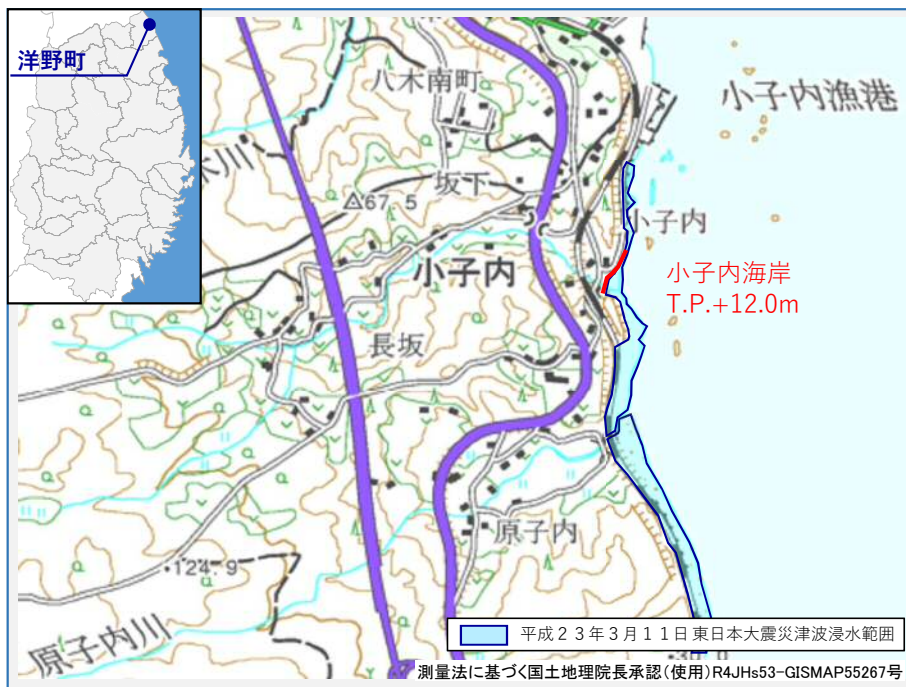 洋野町
八木南町
小子内漁港
木川
坂下
67.5
小子内
小子内
小子内海岸
T.P.+12.0m
長坂
原子内
124.9
原子内川
平成23年3月11日東日本大震災津波浸水範囲
測量法に基づく国土地理院長承認(使用)R4JHs53-GISMAP55267号